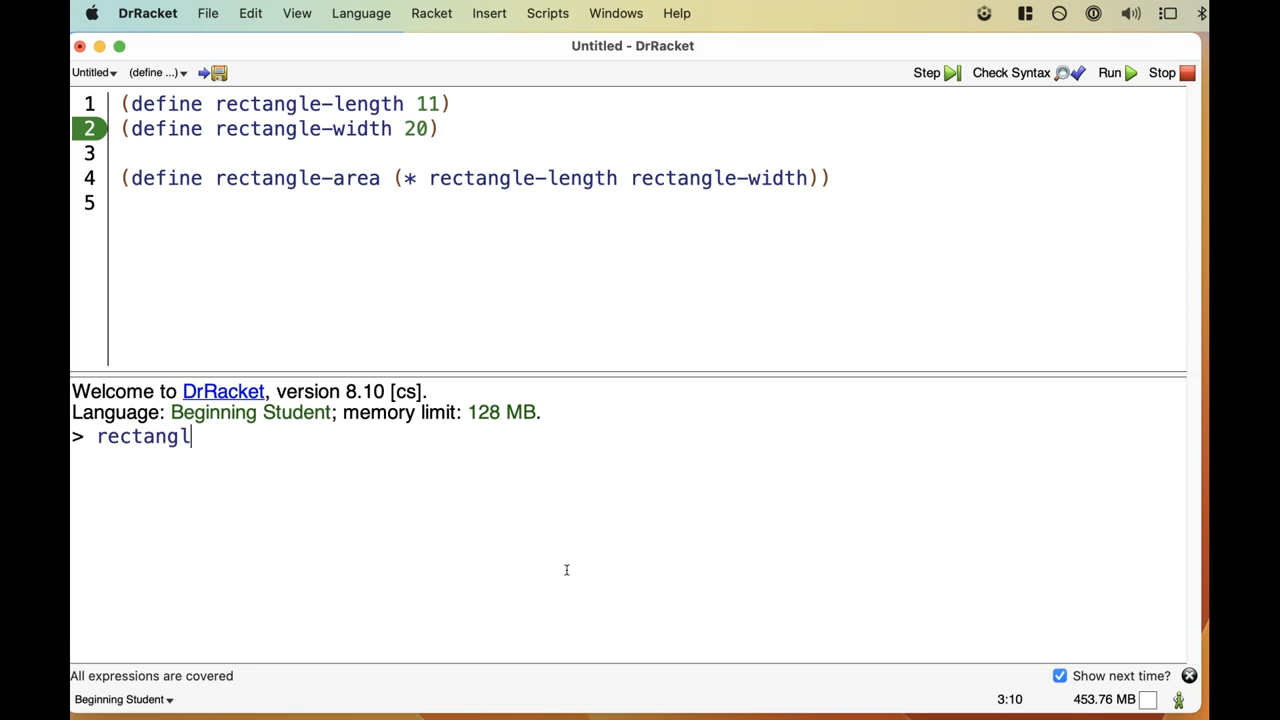 DrRacket File Edit View Language Racket Insert Scripts Windows Help
Untitled - DrRacket
Untitled (define ...) Step Check Syntax Run Stop
1 (define rectangle-length 11)
2 (define rectangle-width 20)
3
4 (define rectangle-area (* rectangle-length rectangle-width))
5
Welcome to DrRacket, version 8.10 [cs].
Language: Beginning Student; memory limit: 128 MB.
> rectangl
All expressions are covered Show next time?
Beginning Student 3:10 453.76 MB